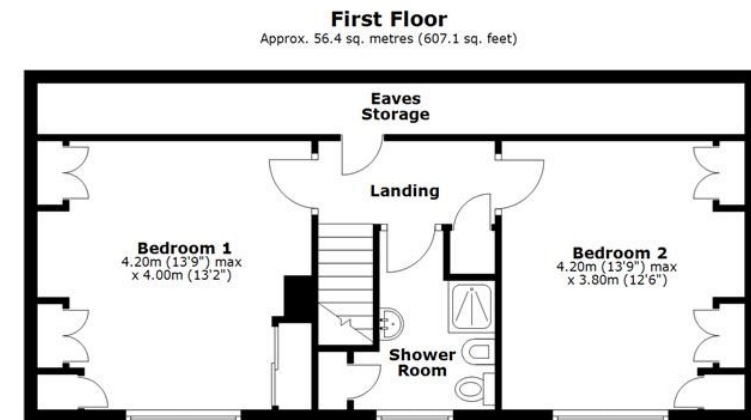 First Floor
Approx. 56.4 sq. metres (607.1 sq. feet)
Eaves
Storage
Landing
Bedroom 1
4.20m (13'9") max
x 4.00m (13'2")
Bedroom 2
4.20m (13'9") max
x 3.80m (12'6")
Shower
Room